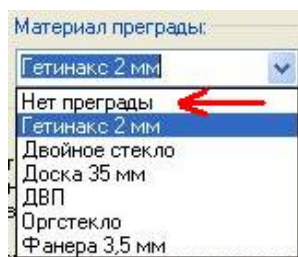 Материал преграды:
Гетинакс 2 мм
Нет преграды
Гетинакс 2 мм
Двойное стекло
Доска 35 мм
ДВП
Оргстекло
Фанера 3,5 мм